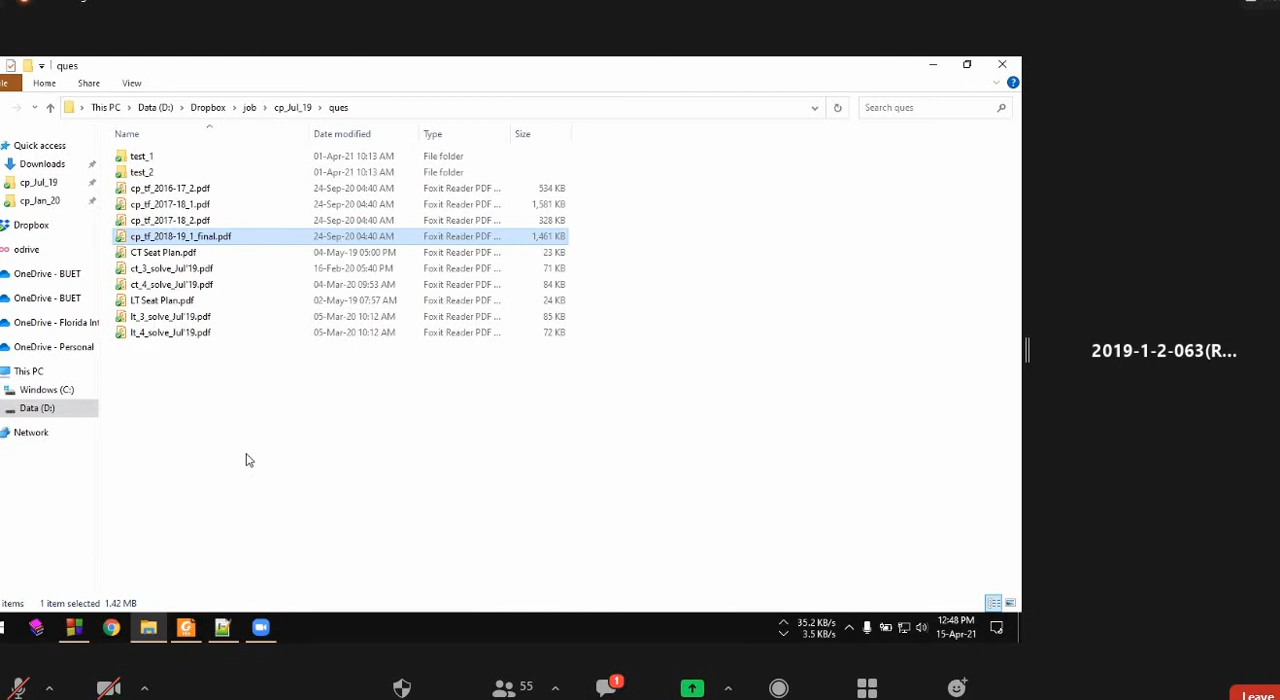 ques
Home Share View
This PC Data (D:) Dropbox job cp_Jul_19 ques Search ques
Name Date modified Type Size
Quick access
Downloads
cp_Jul_19
cp_Jan_20
Dropbox
odrive
OneDrive - BUET
OneDrive - BUET
OneDrive - Florida Int
OneDrive - Personal
This PC
Windows (C:)
Data (D:)
Network
test_1 01-Apr-21 10:13 AM File folder
test_2 01-Apr-21 10:13 AM File folder
cp_tf_2016-17_2.pdf 24-Sep-20 04:40 AM Foxit Reader PDF ... 534 KB
cp_tf_2017-18_1.pdf 24-Sep-20 04:40 AM Foxit Reader PDF ... 1,581 KB
cp_tf_2017-18_2.pdf 24-Sep-20 04:40 AM Foxit Reader PDF ... 328 KB
cp_tf_2018-19_1_final.pdf 24-Sep-20 04:40 AM Foxit Reader PDF ... 1,461 KB
CT Seat Plan.pdf 04-May-19 05:00 PM Foxit Reader PDF ... 23 KB
ct_3_solve_Jul'19.pdf 16-Feb-20 05:40 PM Foxit Reader PDF ... 71 KB
ct_4_solve_Jul'19.pdf 04-Mar-20 09:53 AM Foxit Reader PDF ... 84 KB
LT Seat Plan.pdf 02-May-19 07:57 AM Foxit Reader PDF ... 24 KB
lt_3_solve_Jul'19.pdf 05-Mar-20 10:12 AM Foxit Reader PDF ... 85 KB
lt_4_solve_Jul'19.pdf 05-Mar-20 10:12 AM Foxit Reader PDF ... 72 KB
2019-1-2-063(R...
items 1 item selected 1.42 MB
35.2 KB/s
3.5 KB/s
12:48 PM
15-Apr-21
55
1
Leave